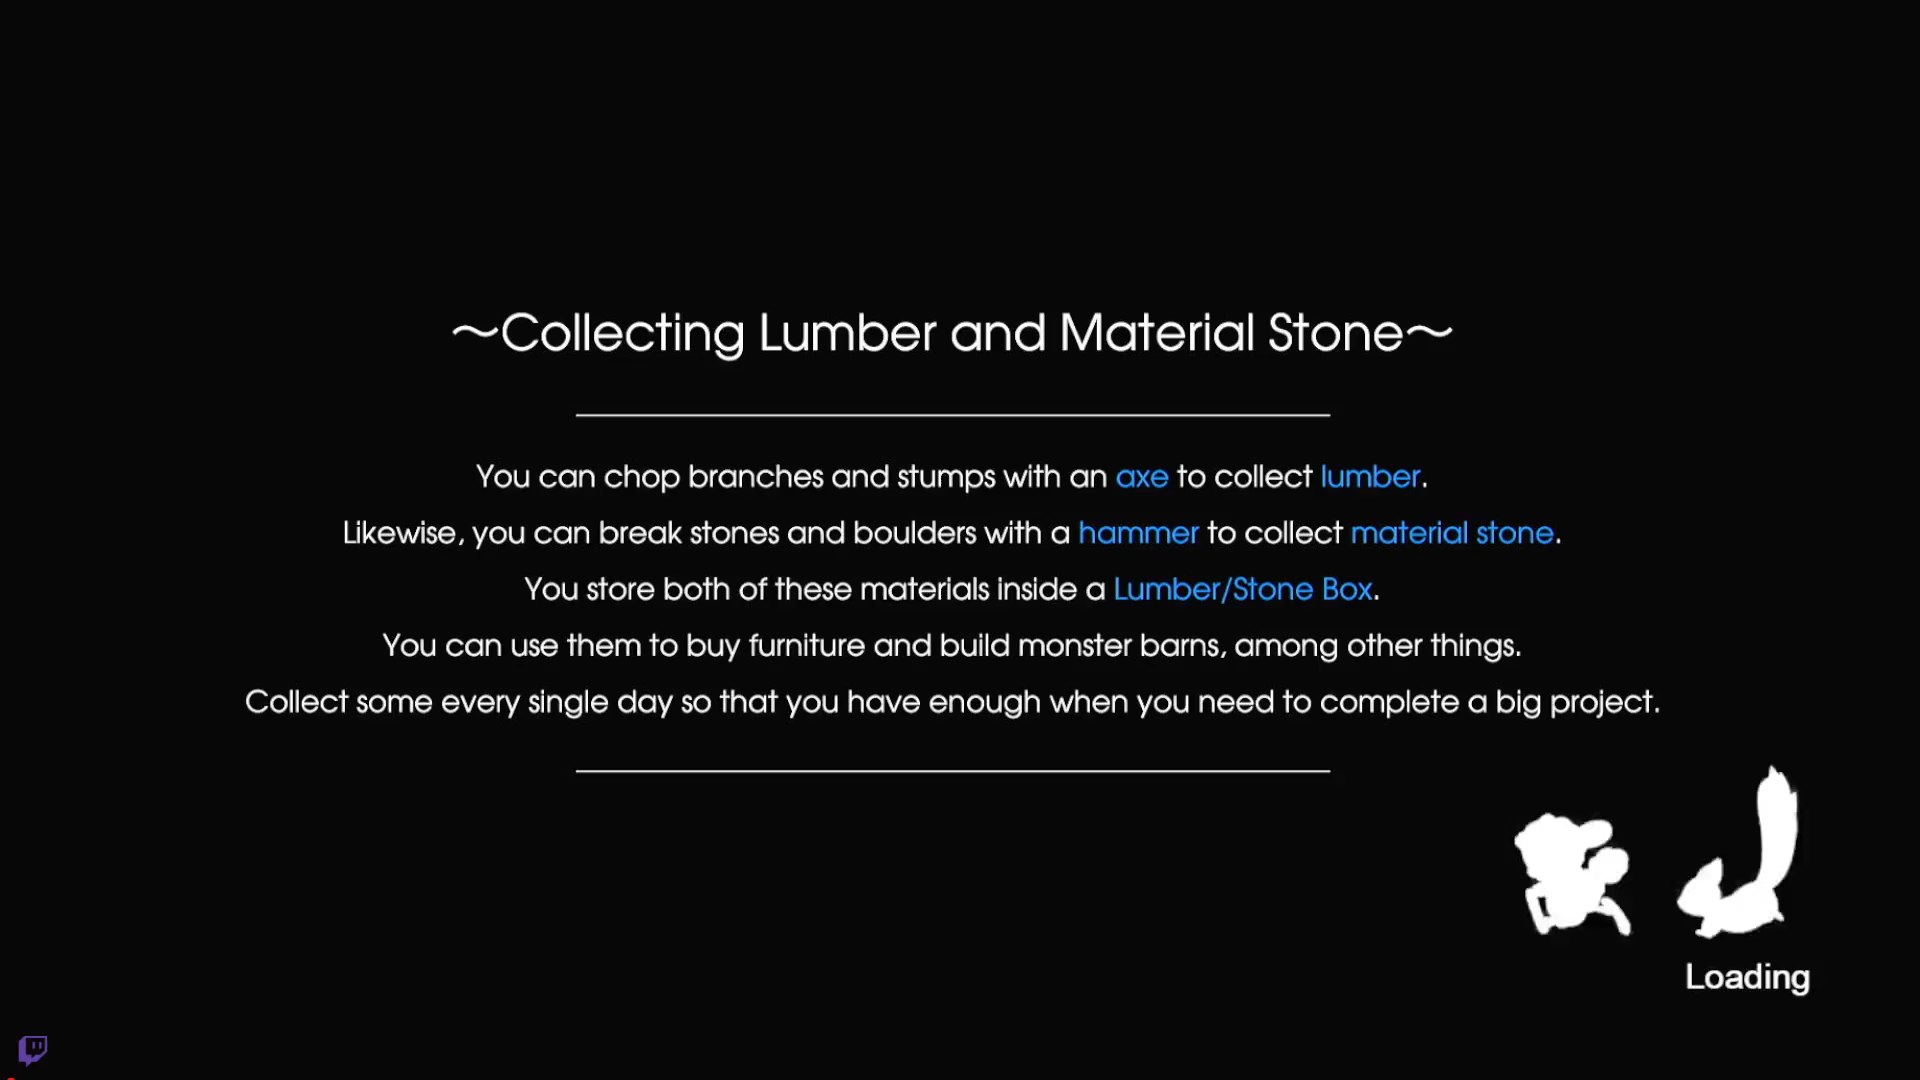 ～Collecting Lumber and Material Stone～
You can chop branches and stumps with an axe to collect lumber.
Likewise, you can break stones and boulders with a hammer to collect material stone.
You store both of these materials inside a Lumber/Stone Box.
You can use them to buy furniture and build monster barns, among other things.
Collect some every single day so that you have enough when you need to complete a big project.
Loading